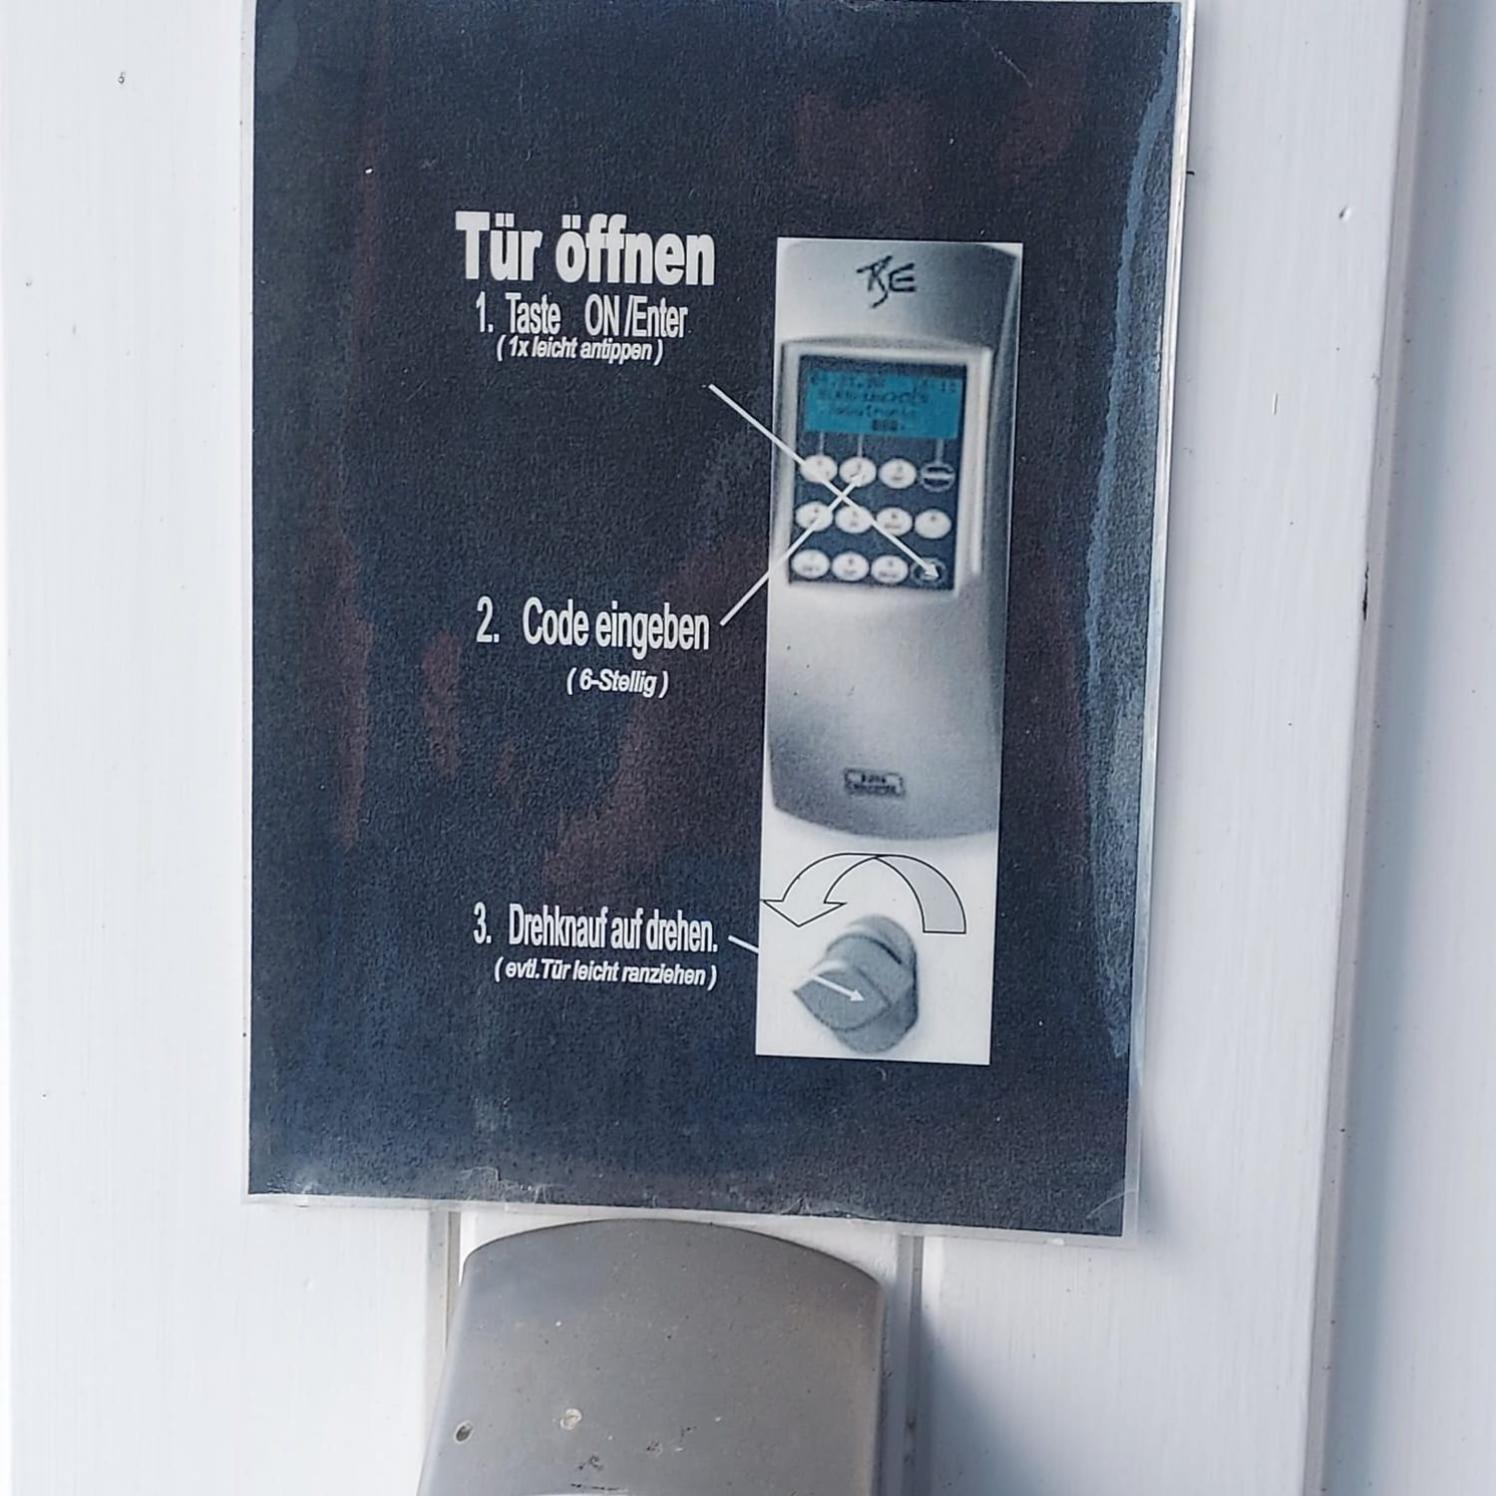 Tür öffnen
1. Taste ON/Enter
( 1x leicht antippen )
2. Code eingeben
( 6-Stellig )
3. Drehknauf auf drehen.
( evtl.Tür leicht ranziehen )
TSE